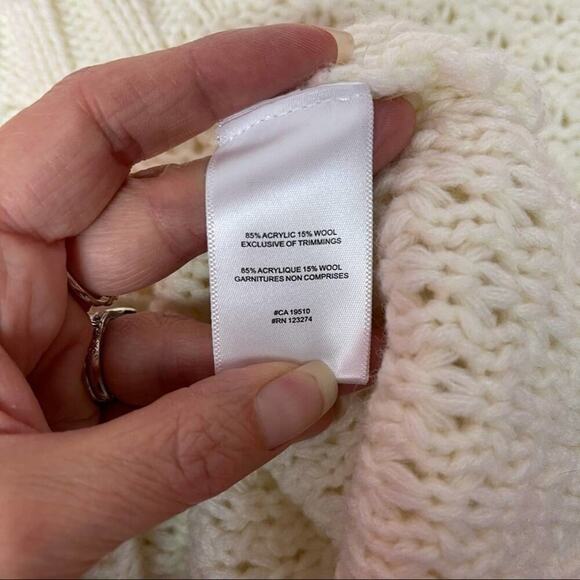 85% ACRYLIC 15% WOOL
EXCLUSIVE OF TRIMMINGS
85% ACRYLIQUE 15% WOOL
GARNITURES NON COMPRISES
#CA 19510
#RN 123274